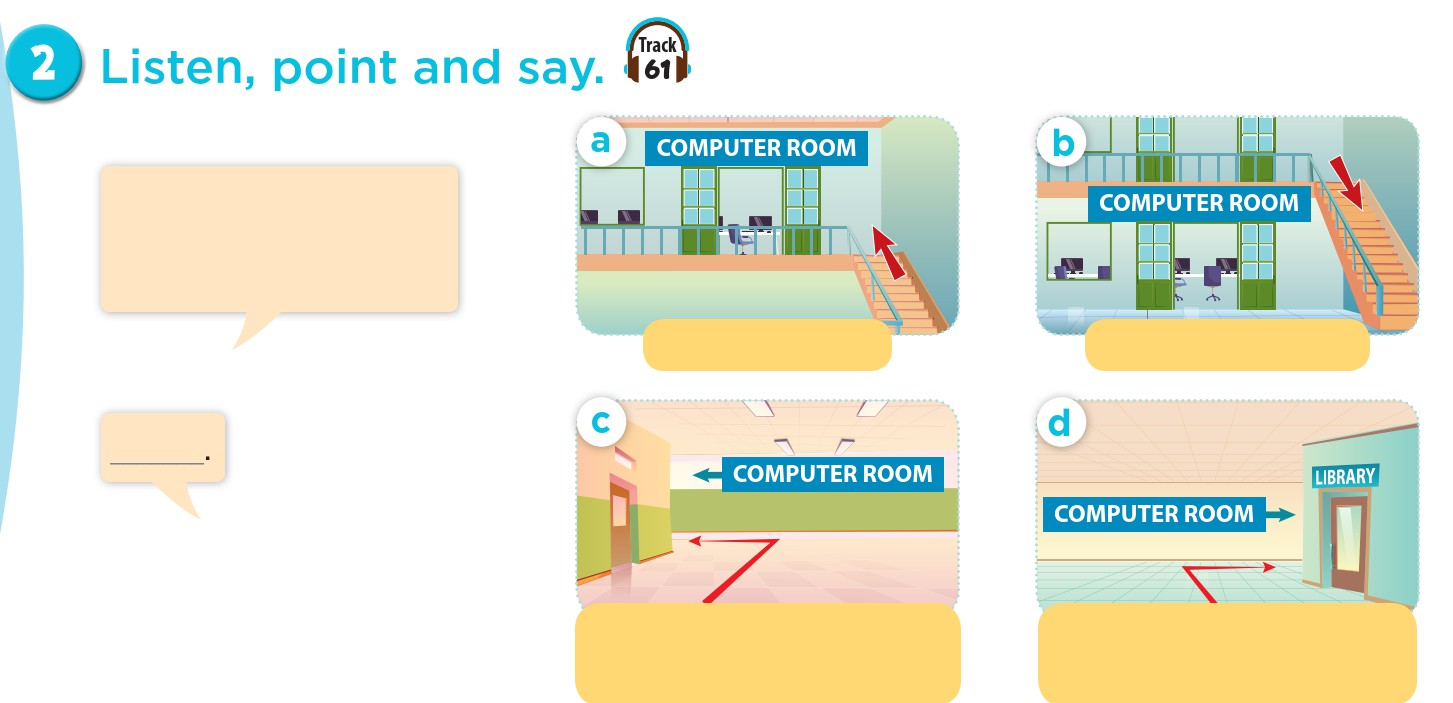 2 Listen, point and say. Track 61
a
COMPUTER ROOM
b
COMPUTER ROOM
________.
c
COMPUTER ROOM
d
COMPUTER ROOM
LIBRARY